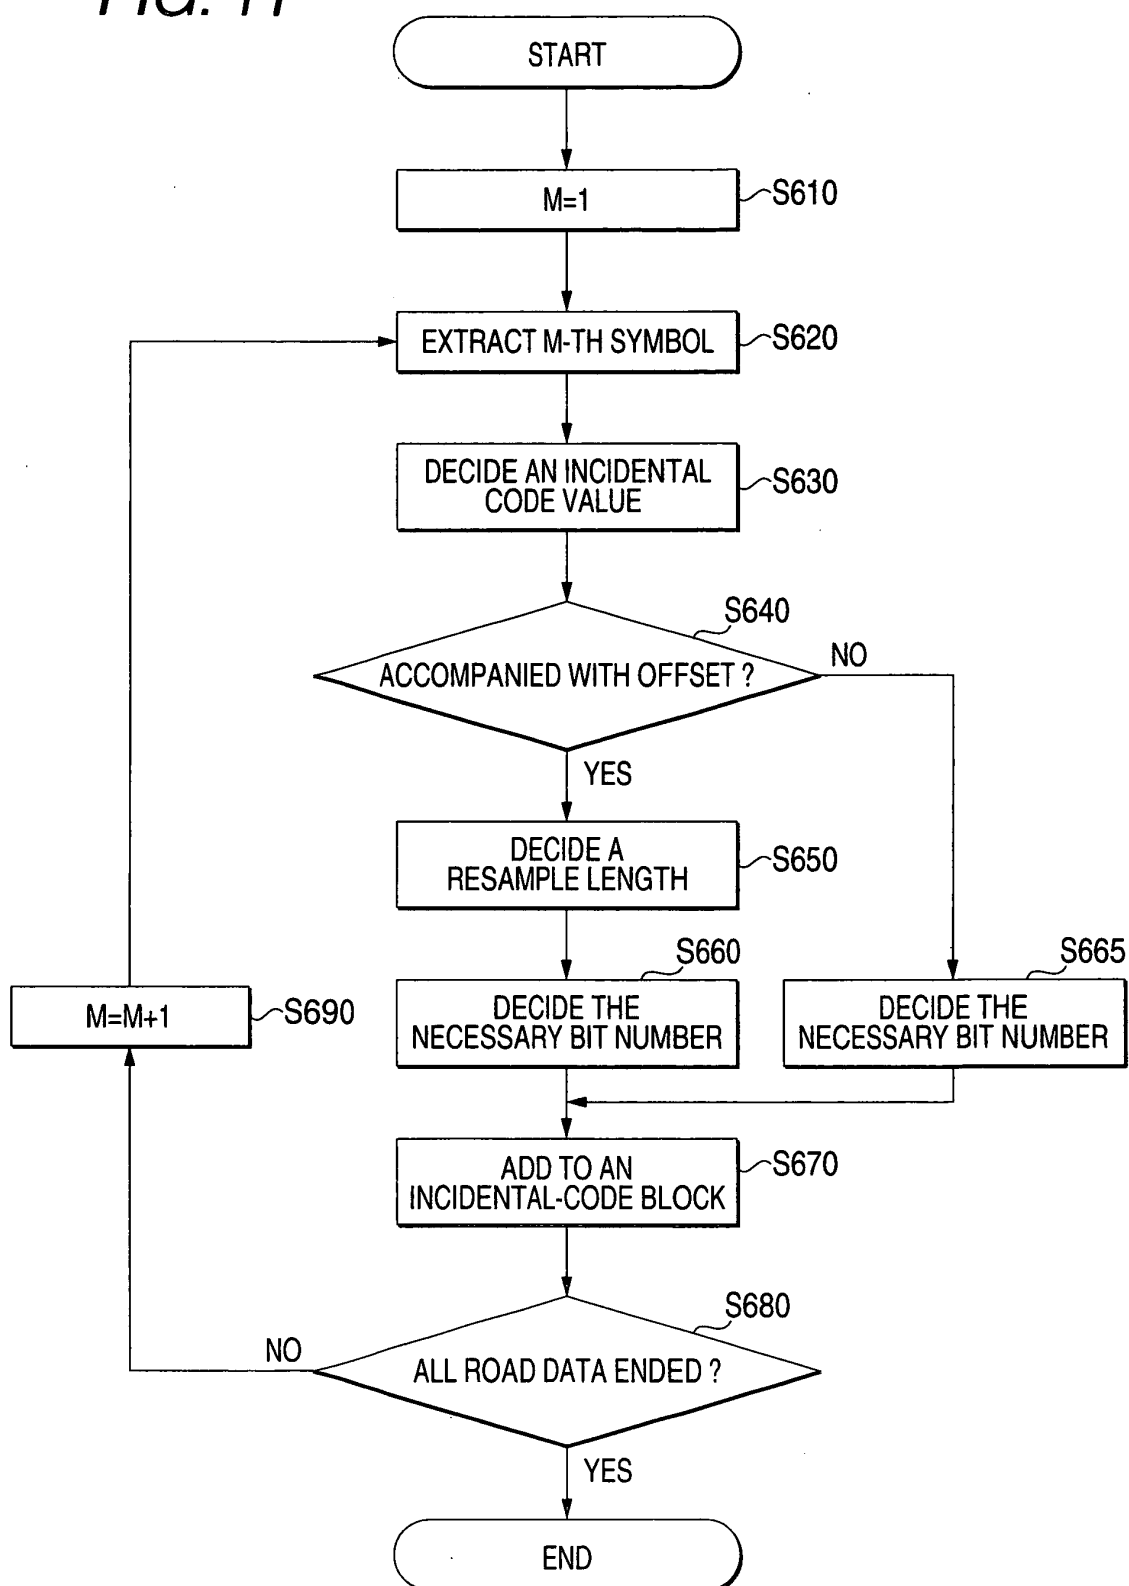 START
M=1
S610
EXTRACT M-TH SYMBOL
S620
DECIDE AN INCIDENTAL
CODE VALUE
S630
S640
ACCOMPANIED WITH OFFSET ?
NO
YES
DECIDE A
RESAMPLE LENGTH
S650
S660
DECIDE THE
NECESSARY BIT NUMBER
S665
DECIDE THE
NECESSARY BIT NUMBER
M=M+1
S690
ADD TO AN
INCIDENTAL-CODE BLOCK
S670
S680
ALL ROAD DATA ENDED ?
NO
YES
END